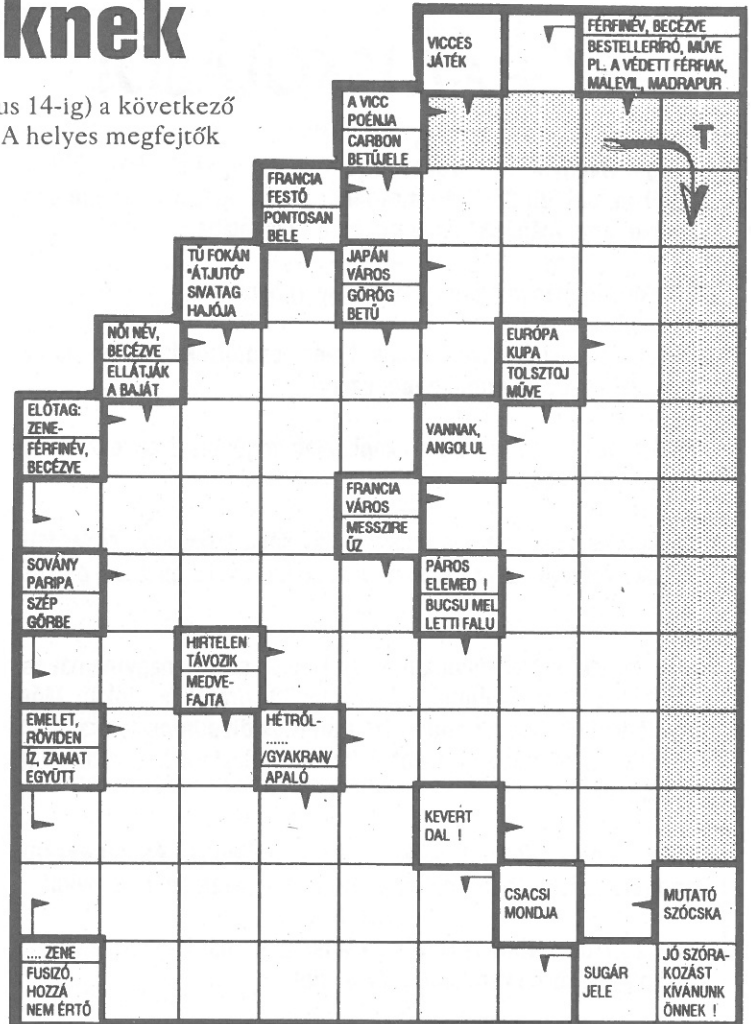 knek
us 14-ig) a következő
A helyes megfejtők
VICCES
JÁTÉK
FÉRFINÉV, BECÉZVE
BESTELLERÍRÓ, MŰVE
PL. A VÉDETT FÉRFIAK,
MALEVIL, MADRAPUR
A VICC
POÉNJA
CARBON
BETŰJELE
T
FRANCIA
FESTŐ
PONTOSAN
BELE
TŰ FOKÁN
"ÁTJUTÓ"
SIVATAG
HAJÓJA
JAPÁN
VÁROS
GÖRÖG
BETŰ
NŐI NÉV,
BECÉZVE
ELLÁTJÁK
A BAJÁT
EURÓPA
KUPA
TOLSZTOJ
MŰVE
ELŐTAG:
ZENE-
FÉRFINÉV,
BECÉZVE
VANNAK,
ANGOLUL
FRANCIA
VÁROS
MESSZIRE
ŰZ
SOVÁNY
PARIPA
SZÉP
GÖRBE
PÁROS
ELEMED !
BUCSU MEL
LETTI FALU
HIRTELEN
TÁVOZIK
MEDVE-
FAJTA
EMELET,
RÖVIDEN
ÍZ, ZAMAT
EGYÜTT
HÉTRŐL-
......
/GYAKRAN/
APALÓ
KEVERT
DAL !
CSACSI
MONDJA
MUTATÓ
SZÓCSKA
.... ZENE
FUSIZÓ,
HOZZÁ
NEM ÉRTŐ
SUGÁR
JELE
JÓ SZÓRA-
KOZÁST
KÍVÁNUNK
ÖNNEK !